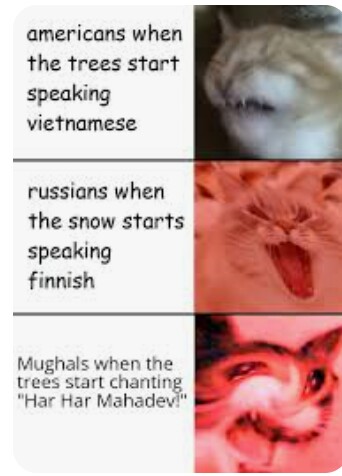 americans when
the trees start
speaking
vietnamese
russians when
the snow starts
speaking
finnish
Mughals when the
trees start chanting
"Har Har Mahadev!"